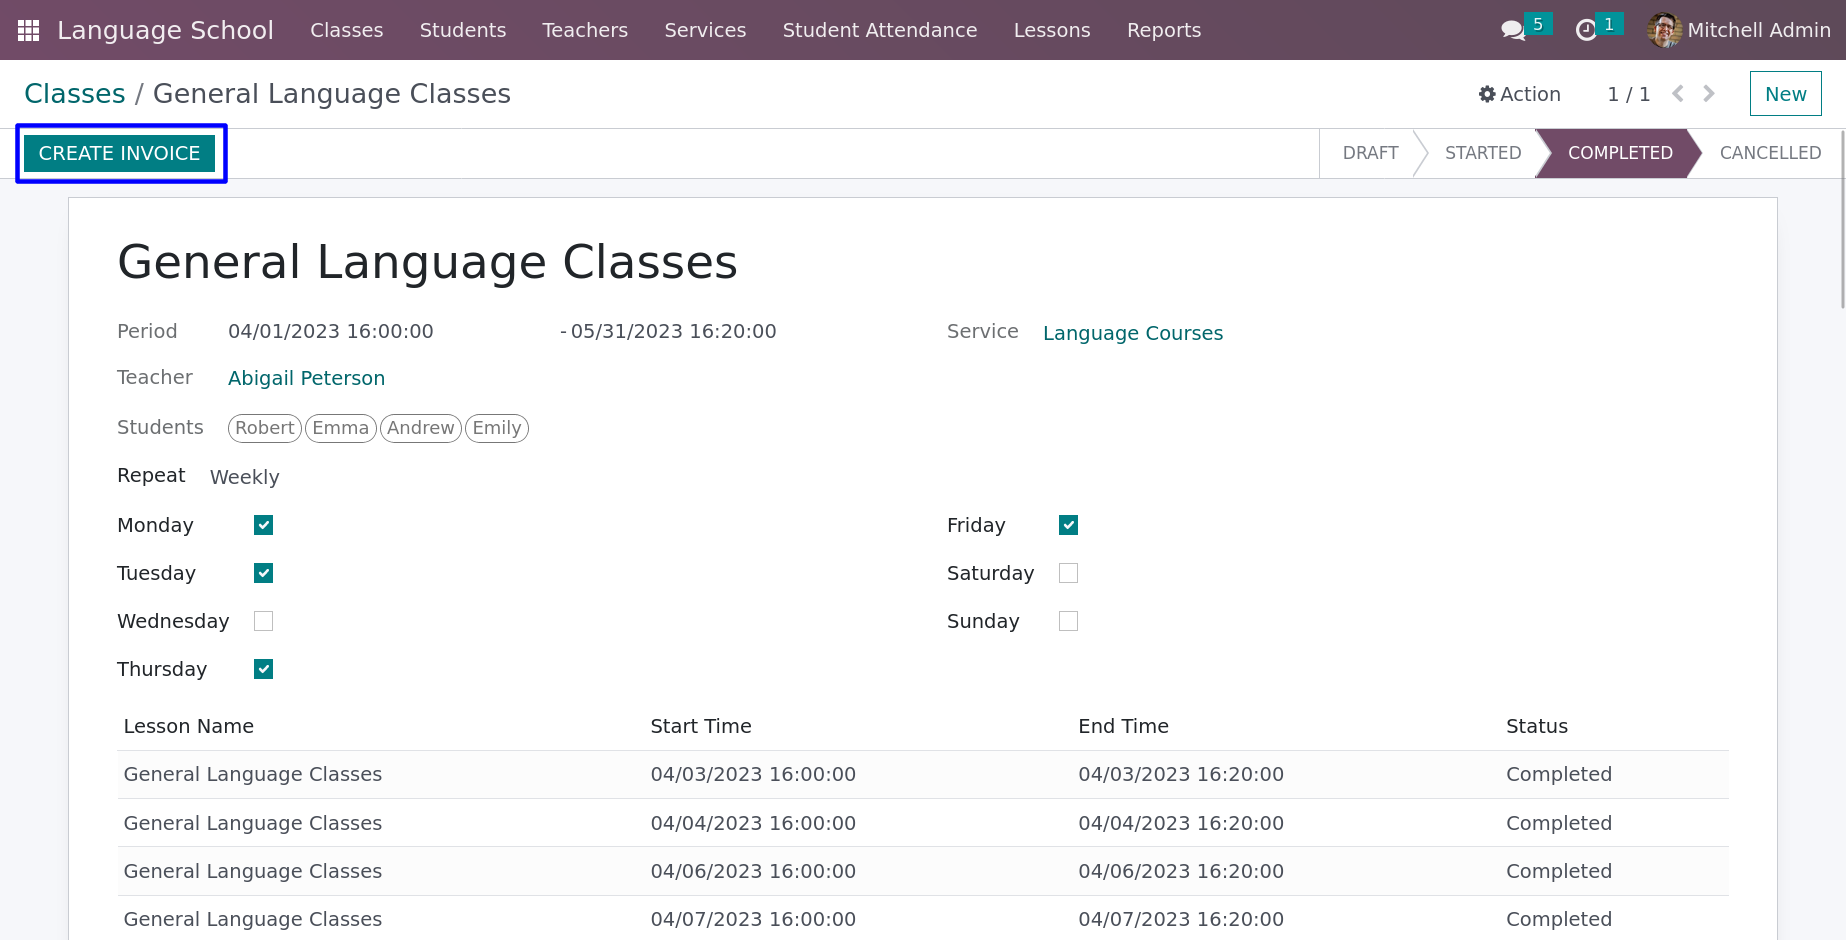 Language School Classes Students Teachers Services Student Attendance Lessons Reports 5 1 Mitchell Admin
Classes / General Language Classes Action 1 / 1 New
CREATE INVOICE DRAFT STARTED COMPLETED CANCELLED
General Language Classes
Period 04/01/2023 16:00:00 - 05/31/2023 16:20:00 Service Language Courses
Teacher Abigail Peterson
Students Robert Emma Andrew Emily
Repeat Weekly
Monday Friday
Tuesday Saturday
Wednesday Sunday
Thursday
Lesson Name Start Time End Time Status
General Language Classes 04/03/2023 16:00:00 04/03/2023 16:20:00 Completed
General Language Classes 04/04/2023 16:00:00 04/04/2023 16:20:00 Completed
General Language Classes 04/06/2023 16:00:00 04/06/2023 16:20:00 Completed
General Language Classes 04/07/2023 16:00:00 04/07/2023 16:20:00 Completed